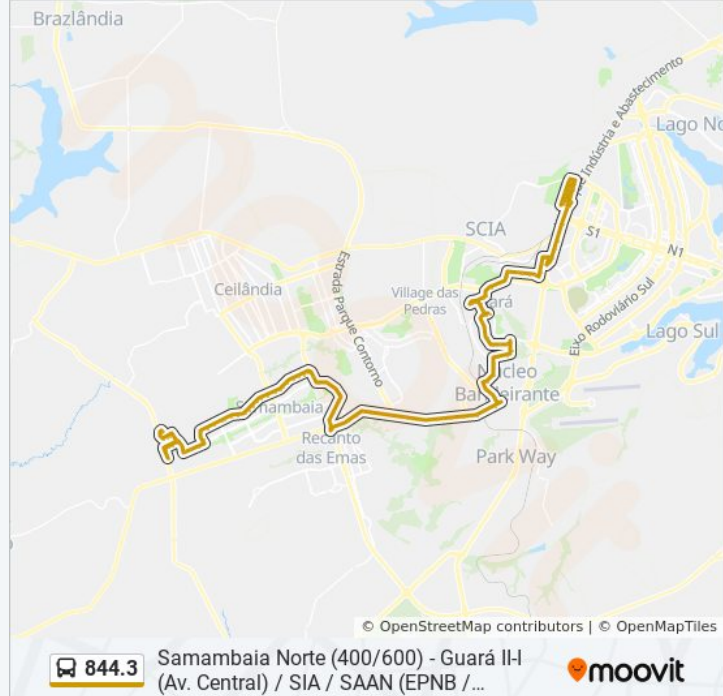 Brazlândia
Setor de Indústria e Abastecimento
Lago No
SCIA
S1
N1
Estrada Parque Contorno
Ceilândia
Village das
Pedras
Guará
Eixo Rodoviário Sul
Lago Sul
Núcleo
Bandeirante
Samambaia
Recanto
das Emas
Park Way
© OpenStreetMap contributors | © OpenMapTiles
844.3
Samambaia Norte (400/600) - Guará II-I
(Av. Central) / SIA / SAAN (EPNB /...
moovit